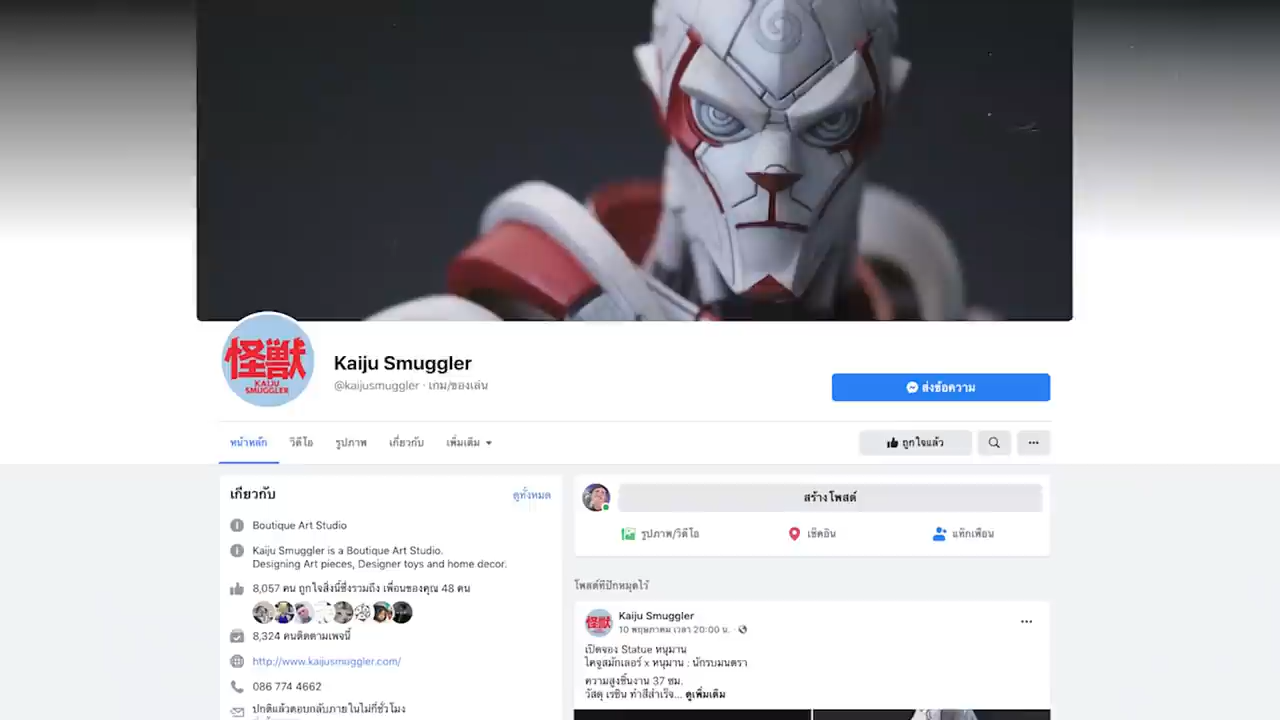 怪獣
KAIJU
SMUGGLER
Kaiju Smuggler
@kaijusmuggler · เกม/ของเล่น
ส่งข้อความ
หน้าหลัก
วิดีโอ
รูปภาพ
เกี่ยวกับ
เพิ่มเติม
ถูกใจแล้ว
เกี่ยวกับ
ดูทั้งหมด
Boutique Art Studio
Kaiju Smuggler is a Boutique Art Studio.
Designing Art pieces, Designer toys and home decor.
8,057 คน ถูกใจสิ่งนี้ซึ่งรวมถึง เพื่อนของคุณ 48 คน
8,324 คนติดตามเพจนี้
http://www.kaijusmuggler.com/
086 774 4662
ปกติแล้วตอบกลับภายในไม่กี่ชั่วโมง
สร้างโพสต์
รูปภาพ/วิดีโอ
เช็คอิน
แท็กเพื่อน
โพสต์ที่ปักหมุดไว้
怪獣
Kaiju Smuggler
10 พฤษภาคม เวลา 20:00 น. ·
เปิดจอง Statue หนุมาน
ไคจูสมักเลอร์ x หนุมาน : นักรบมนตรา
ความสูงชิ้นงาน 37 ซม.
วัสดุ เรซิน ทำสีสำเร็จ... ดูเพิ่มเติม